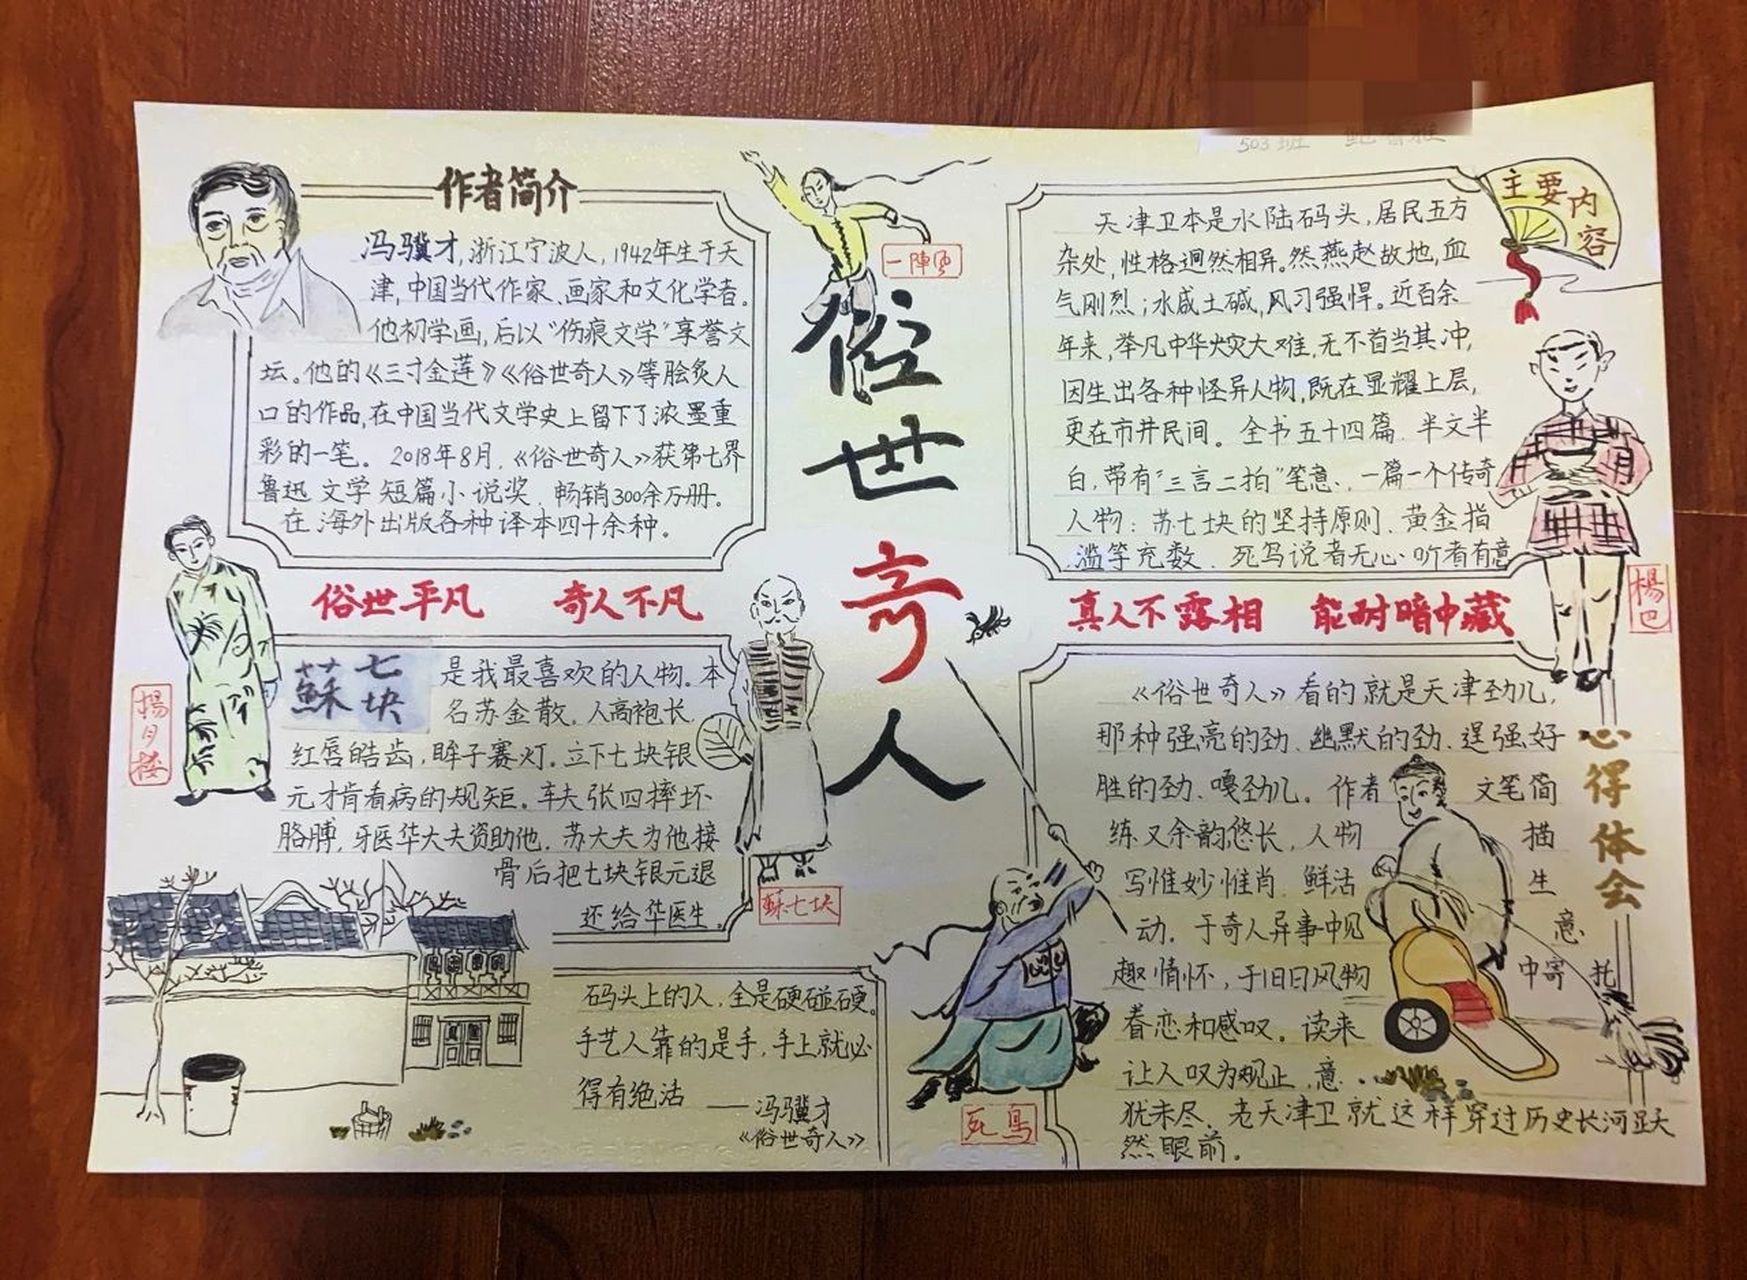 503班
作者简介
冯骥才,浙江宁波人,1942年生于天
津,中国当代作家、画家和文化学者。
他初学画,后以“伤痕文学”享誉文
坛。他的《三寸金莲》《俗世奇人》等脍炙人
口的作品,在中国当代文学史上留下了浓墨重
彩的一笔。2018年8月,《俗世奇人》获第七界
鲁迅文学短篇小说奖、畅销300余万册。
在海外出版各种译本四十余种。
一陣风
俗世奇人
主要内容
天津卫本是水陆码头,居民五方
杂处,性格迥然相异。然燕赵故地,血
气刚烈;水咸土碱,风习强悍。近百余
年来,举凡中华灾大难,无不首当其冲,
因生出各种怪异人物,既在显耀上层,
更在市井民间。全书五十四篇、半文半
白,带有“三言二拍”笔意、一篇一个传奇
人物:苏七块的坚持原则、黄金指
滥竽充数、死鸟说者无心听者有意
楊巴
俗世平凡 奇人不凡
真人不露相 能耐暗中藏
楊月楼
蘇七块 是我最喜欢的人物。本
名苏金散,人高袍长,
红唇皓齿,眸子赛灯。立下七块银
元才肯看病的规矩。车夫张四摔坏
胳膊,牙医华大夫资助他,苏大夫为他接
骨后把七块银元退
还给华医生。
蘇七块
码头上的人,全是硬碰硬。
手艺人靠的是手,手上就必
得有绝活
——冯骥才
《俗世奇人》
死鳥
心得体会
《俗世奇人》看的就是天津劲儿,
那种强亮的劲、幽默的劲、逞强好
胜的劲、嘎劲儿。作者文笔简
练又余韵悠长,人物描
写惟妙惟肖、鲜活生
动。于奇人异事中见意
趣情怀,于旧日风物中寄托
眷恋和感叹。读来
让人叹为观止,意
犹未尽,老天津卫就这样穿过历史长河跃
然眼前。